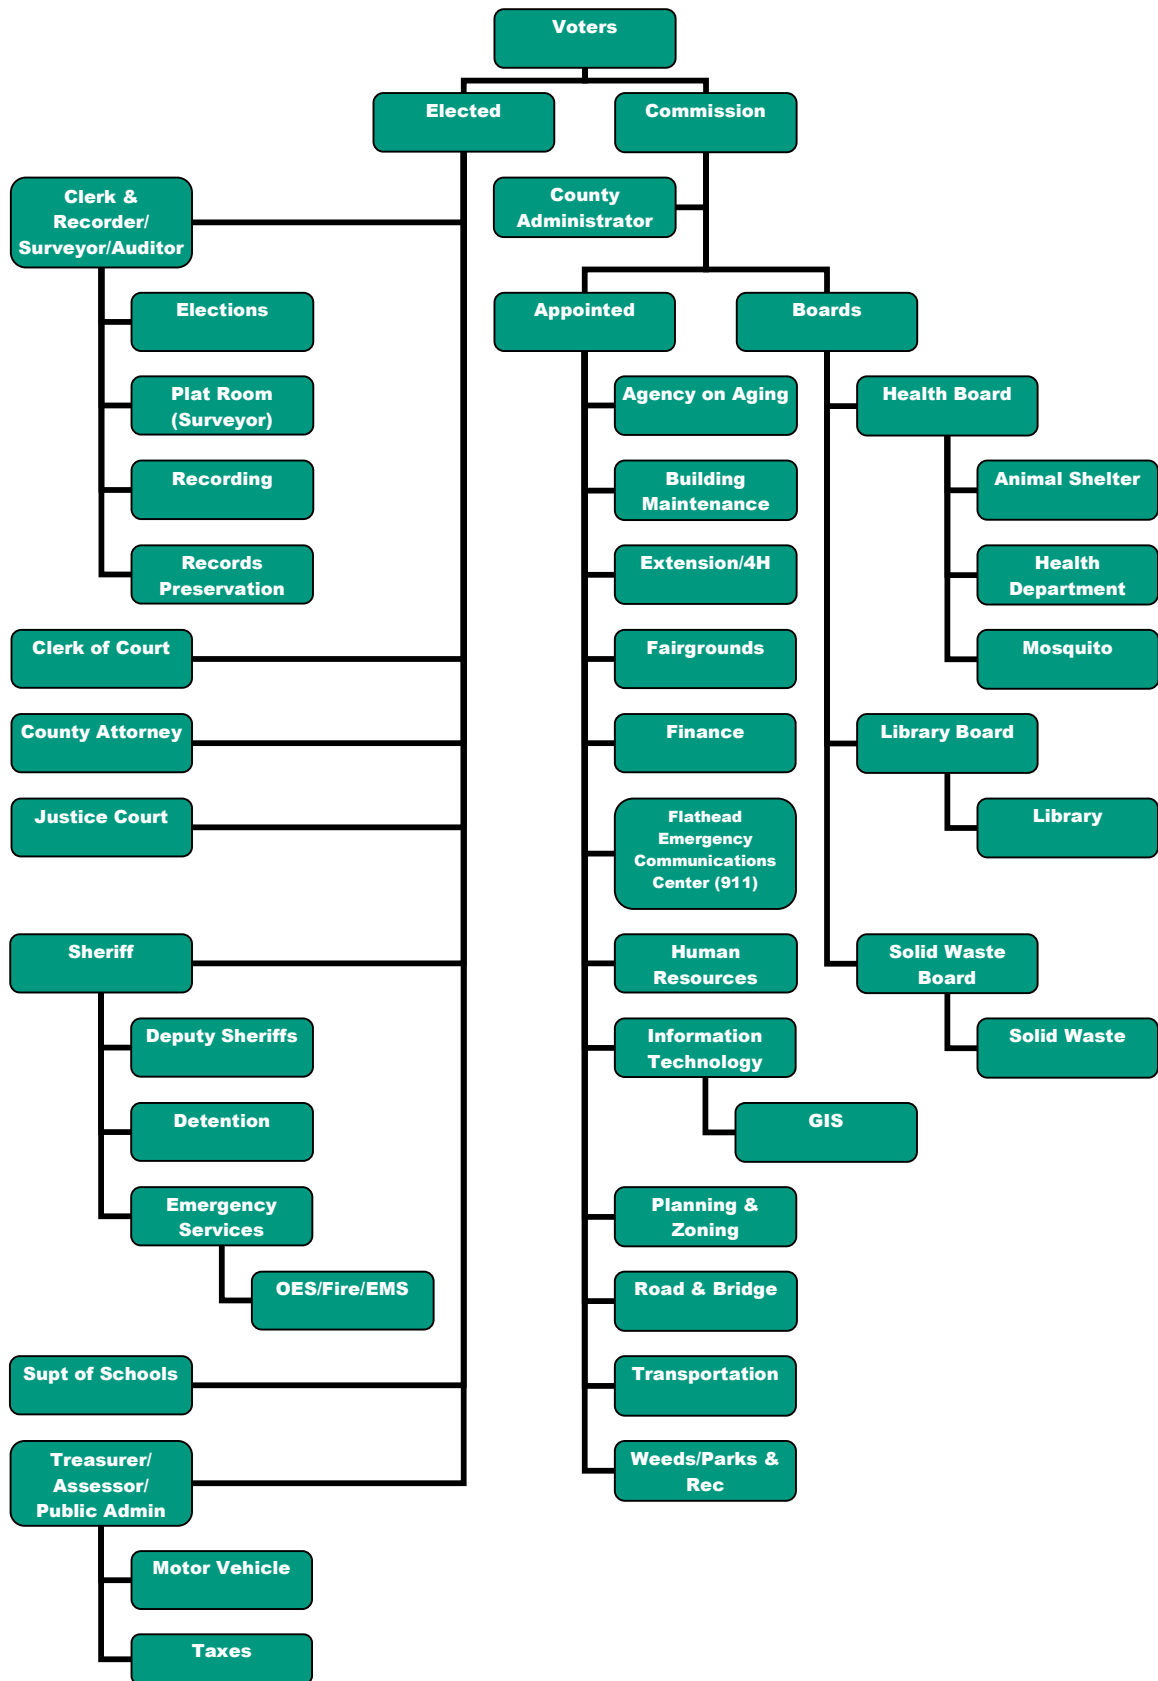 Voters
Elected
Commission
County
Administrator
Clerk &
Recorder/
Surveyor/Auditor
Elections
Plat Room
(Surveyor)
Recording
Records
Preservation
Clerk of Court
County Attorney
Justice Court
Sheriff
Deputy Sheriffs
Detention
Emergency
Services
OES/Fire/EMS
Supt of Schools
Treasurer/
Assessor/
Public Admin
Motor Vehicle
Taxes
Appointed
Agency on Aging
Building
Maintenance
Extension/4H
Fairgrounds
Finance
Flathead
Emergency
Communications
Center (911)
Human
Resources
Information
Technology
GIS
Planning &
Zoning
Road & Bridge
Transportation
Weeds/Parks &
Rec
Boards
Health Board
Animal Shelter
Health
Department
Mosquito
Library Board
Library
Solid Waste
Board
Solid Waste